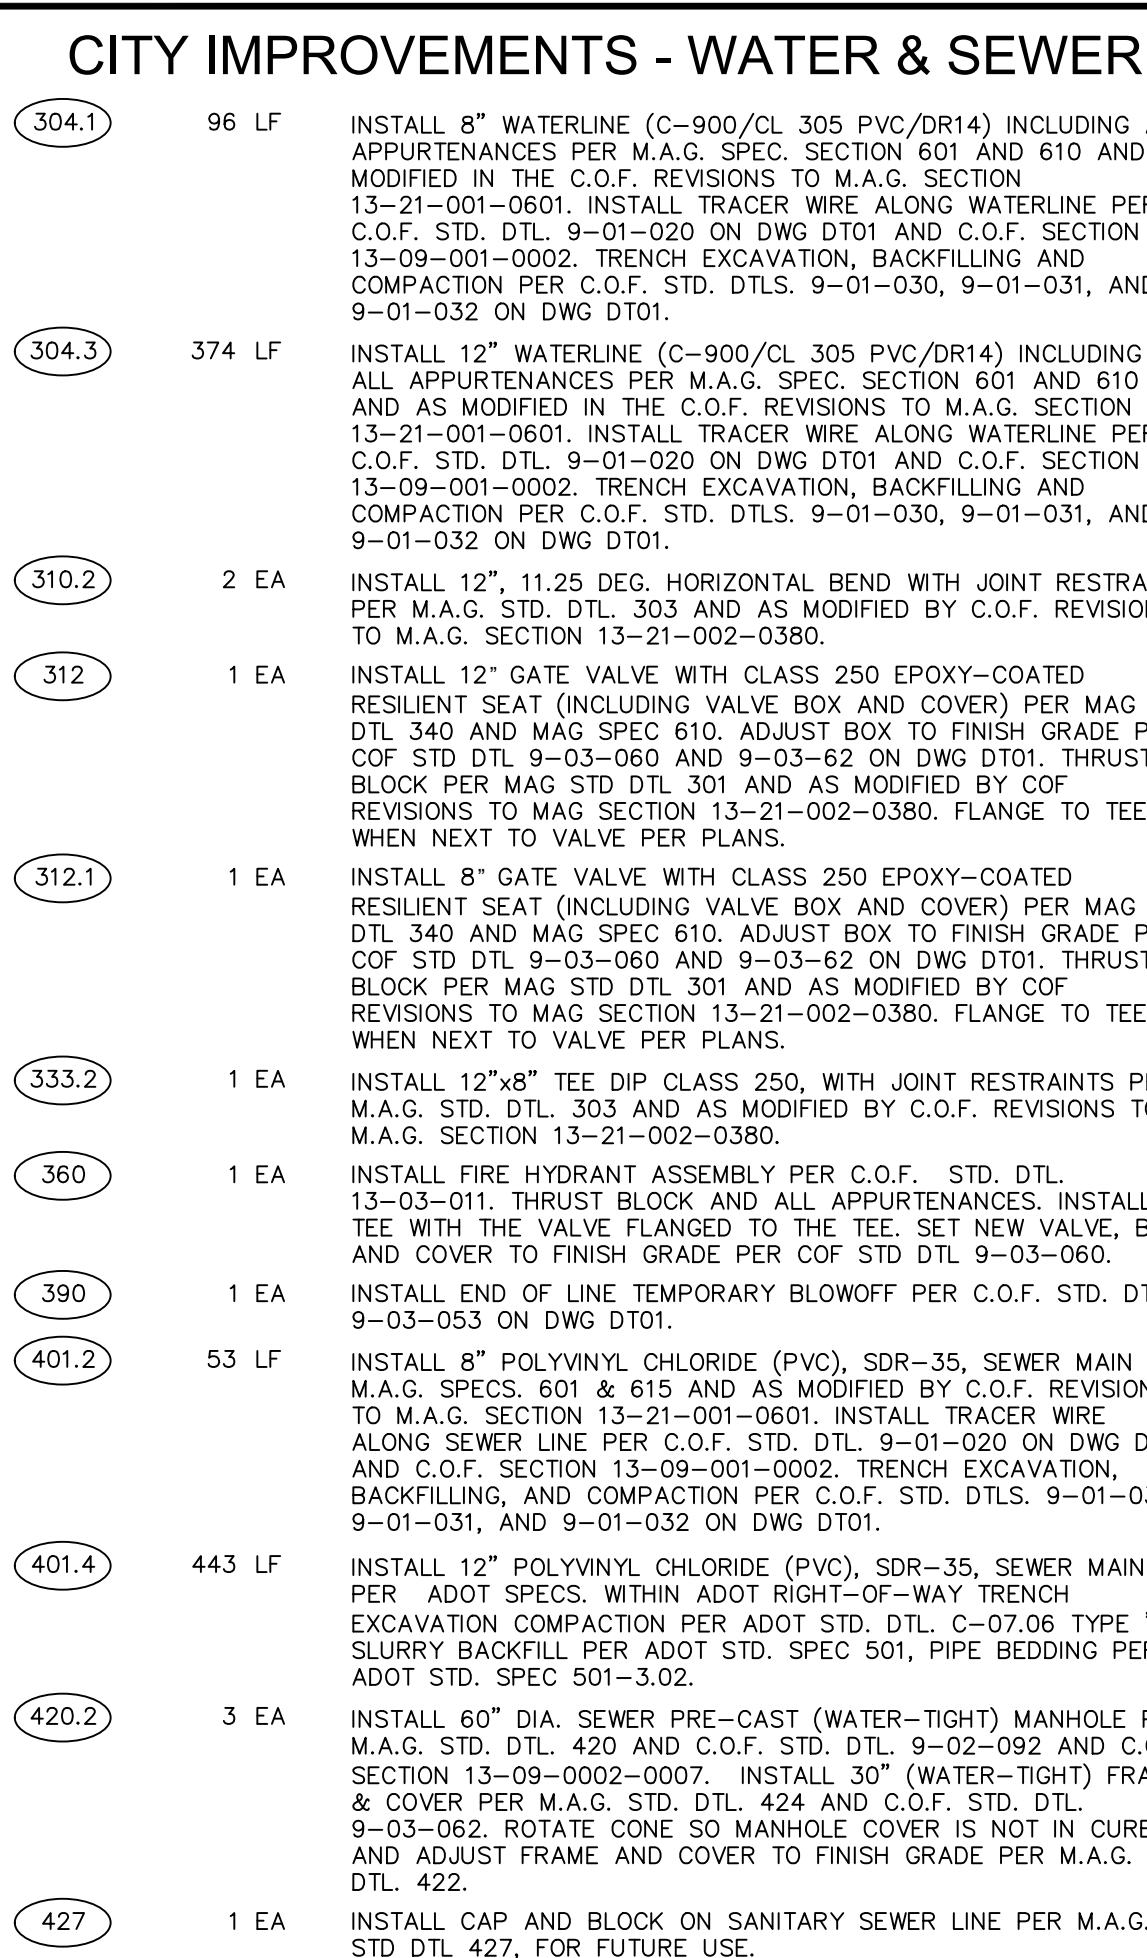 CITY IMPROVEMENTS - WATER & SEWER
304.1 96 LF INSTALL 8" WATERLINE (C-900/CL 305 PVC/DR14) INCLUDING
APPURTENANCES PER M.A.G. SPEC. SECTION 601 AND 610 AND
MODIFIED IN THE C.O.F. REVISIONS TO M.A.G. SECTION
13-21-001-0601. INSTALL TRACER WIRE ALONG WATERLINE PER
C.O.F. STD. DTL. 9-01-020 ON DWG DT01 AND C.O.F. SECTION
13-09-001-0002. TRENCH EXCAVATION, BACKFILLING AND
COMPACTION PER C.O.F. STD. DTLS. 9-01-030, 9-01-031, AND
9-01-032 ON DWG DT01.
304.3 374 LF INSTALL 12" WATERLINE (C-900/CL 305 PVC/DR14) INCLUDING
ALL APPURTENANCES PER M.A.G. SPEC. SECTION 601 AND 610
AND AS MODIFIED IN THE C.O.F. REVISIONS TO M.A.G. SECTION
13-21-001-0601. INSTALL TRACER WIRE ALONG WATERLINE PER
C.O.F. STD. DTL. 9-01-020 ON DWG DT01 AND C.O.F. SECTION
13-09-001-0002. TRENCH EXCAVATION, BACKFILLING AND
COMPACTION PER C.O.F. STD. DTLS. 9-01-030, 9-01-031, AND
9-01-032 ON DWG DT01.
310.2 2 EA INSTALL 12", 11.25 DEG. HORIZONTAL BEND WITH JOINT
PER M.A.G. STD. DTL. 303 AND AS MODIFIED BY C.O.F.
TO M.A.G. SECTION 13-21-002-0380.
312 1 EA INSTALL 12" GATE VALVE WITH CLASS 250 EPOXY-COATED
RESILIENT SEAT (INCLUDING VALVE BOX AND COVER) PER MAG
DTL 340 AND MAG SPEC 610. ADJUST BOX TO FINISH GRADE
COF STD DTL 9-03-060 AND 9-03-62 ON DWG DT01. THRUST
BLOCK PER MAG STD DTL 301 AND AS MODIFIED BY COF
REVISIONS TO MAG SECTION 13-21-002-0380. FLANGE TO TEE
WHEN NEXT TO VALVE PER PLANS.
312.1 1 EA INSTALL 8" GATE VALVE WITH CLASS 250 EPOXY-COATED
RESILIENT SEAT (INCLUDING VALVE BOX AND COVER) PER MAG
DTL 340 AND MAG SPEC 610. ADJUST BOX TO FINISH GRADE
COF STD DTL 9-03-060 AND 9-03-62 ON DWG DT01. THRUST
BLOCK PER MAG STD DTL 301 AND AS MODIFIED BY COF
REVISIONS TO MAG SECTION 13-21-002-0380. FLANGE TO TEE
WHEN NEXT TO VALVE PER PLANS.
333.2 1 EA INSTALL 12"x8" TEE DIP CLASS 250, WITH JOINT RESTRAINTS
M.A.G. STD. DTL. 303 AND AS MODIFIED BY C.O.F. REVISIONS TO
M.A.G. SECTION 13-21-002-0380.
360 1 EA INSTALL FIRE HYDRANT ASSEMBLY PER C.O.F. STD. DTL.
13-03-011. THRUST BLOCK AND ALL APPURTENANCES. INSTALL
TEE WITH THE VALVE FLANGED TO THE TEE. SET NEW VALVE,
AND COVER TO FINISH GRADE PER COF STD DTL 9-03-060.
390 1 EA INSTALL END OF LINE TEMPORARY BLOWOFF PER C.O.F. STD.
9-03-053 ON DWG DT01.
401.2 53 LF INSTALL 8" POLYVINYL CHLORIDE (PVC), SDR-35, SEWER MAIN
M.A.G. SPECS. 601 & 615 AND AS MODIFIED BY C.O.F.
TO M.A.G. SECTION 13-21-001-0601. INSTALL TRACER WIRE
ALONG SEWER LINE PER C.O.F. STD. DTL. 9-01-020 ON DWG
AND C.O.F. SECTION 13-09-001-0002. TRENCH EXCAVATION,
BACKFILLING, AND COMPACTION PER C.O.F. STD. DTLS.
9-01-031, AND 9-01-032 ON DWG DT01.
401.4 443 LF INSTALL 12" POLYVINYL CHLORIDE (PVC), SDR-35, SEWER MAIN
PER ADOT SPECS. WITHIN ADOT RIGHT-OF-WAY TRENCH
EXCAVATION COMPACTION PER ADOT STD. DTL. C-07.06 TYPE
SLURRY BACKFILL PER ADOT STD. SPEC 501, PIPE BEDDING PER
ADOT STD. SPEC 501-3.02.
420.2 3 EA INSTALL 60" DIA. SEWER PRE-CAST (WATER-TIGHT) MANHOLE
M.A.G. STD. DTL. 420 AND C.O.F. STD. DTL. 9-02-092 AND
SECTION 13-09-0002-0007. INSTALL 30" (WATER-TIGHT)
& COVER PER M.A.G. STD. DTL. 424 AND C.O.F. STD. DTL.
9-03-062. ROTATE CONE SO MANHOLE COVER IS NOT IN CURB
AND ADJUST FRAME AND COVER TO FINISH GRADE PER M.A.G.
DTL. 422.
427 1 EA INSTALL CAP AND BLOCK ON SANITARY SEWER LINE PER M.A.G.
STD DTL 427, FOR FUTURE USE.